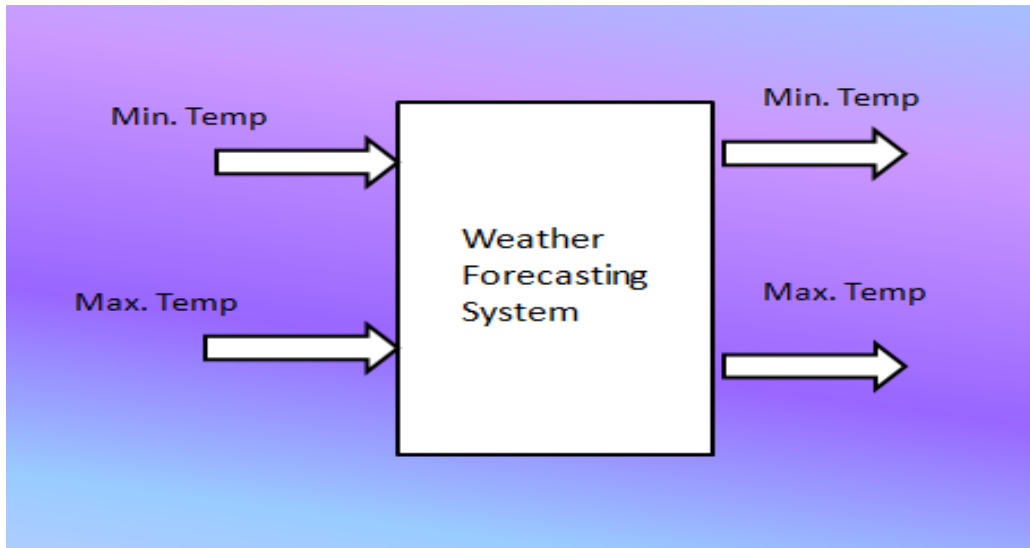 Min. Temp
Min. Temp
Weather
Forecasting
System
Max. Temp
Max. Temp